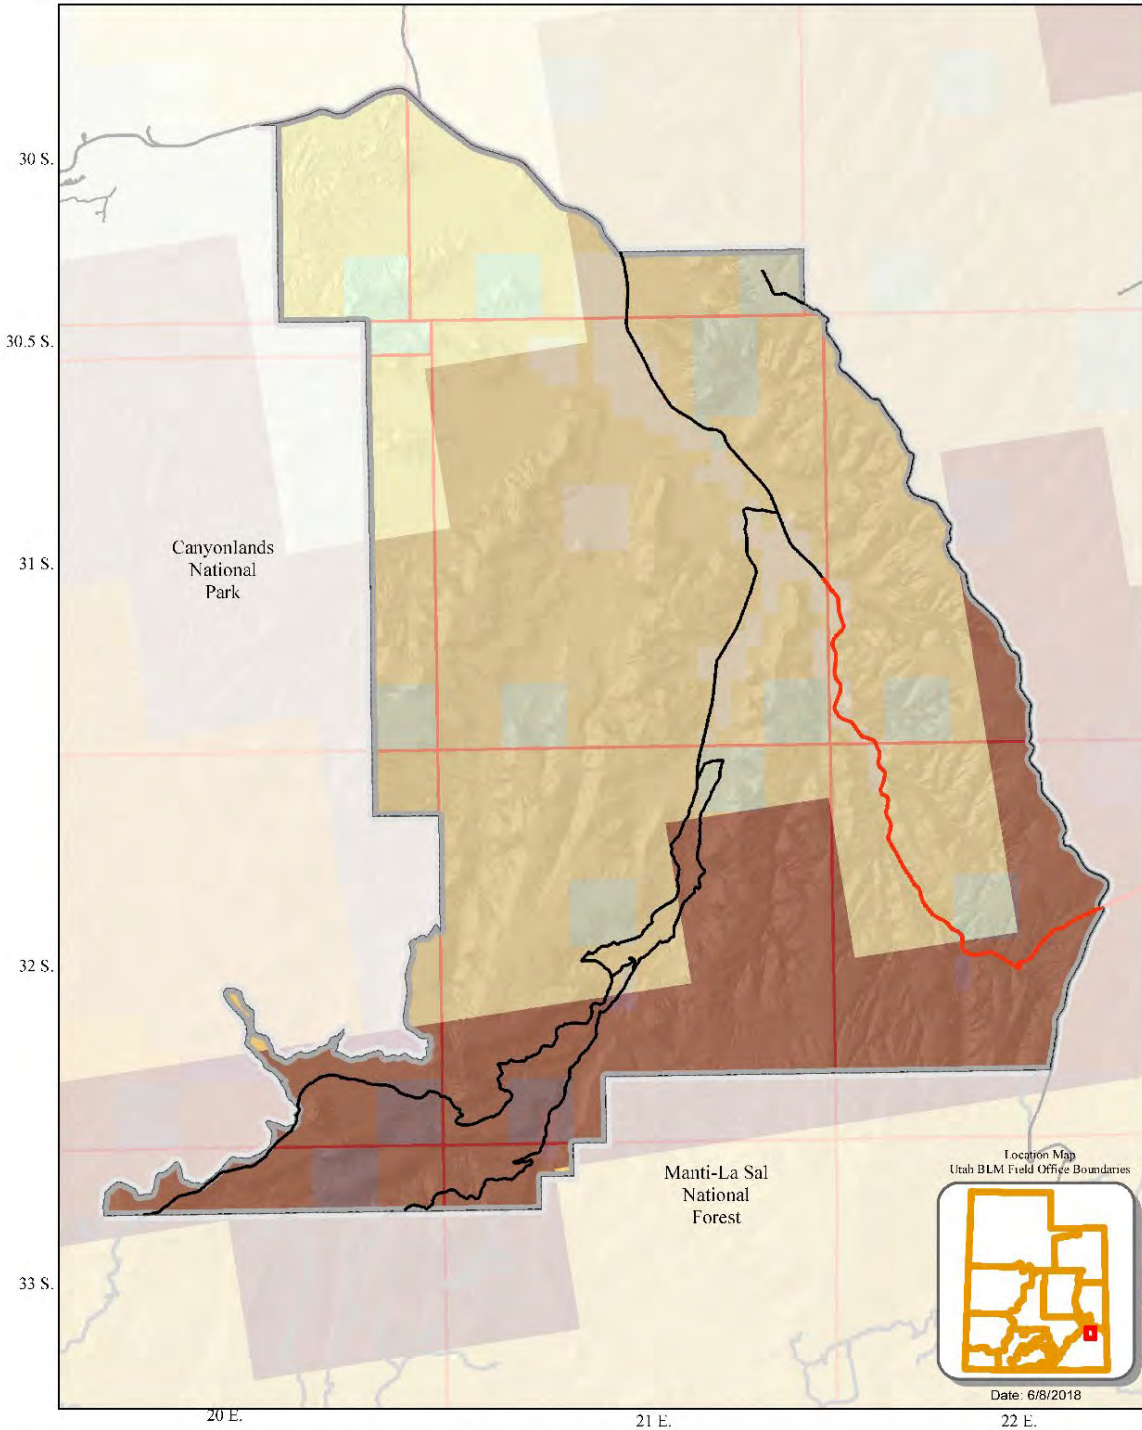 30 S.
30.5 S.
Canyonlands
National
Park
31 S.
32 S.
Location Map
Utah BLM Field Office Boundaries
Manti-La Sal
National
Forest
33 S.
Date: 6/8/2018
20 E.
21 E.
22 E.